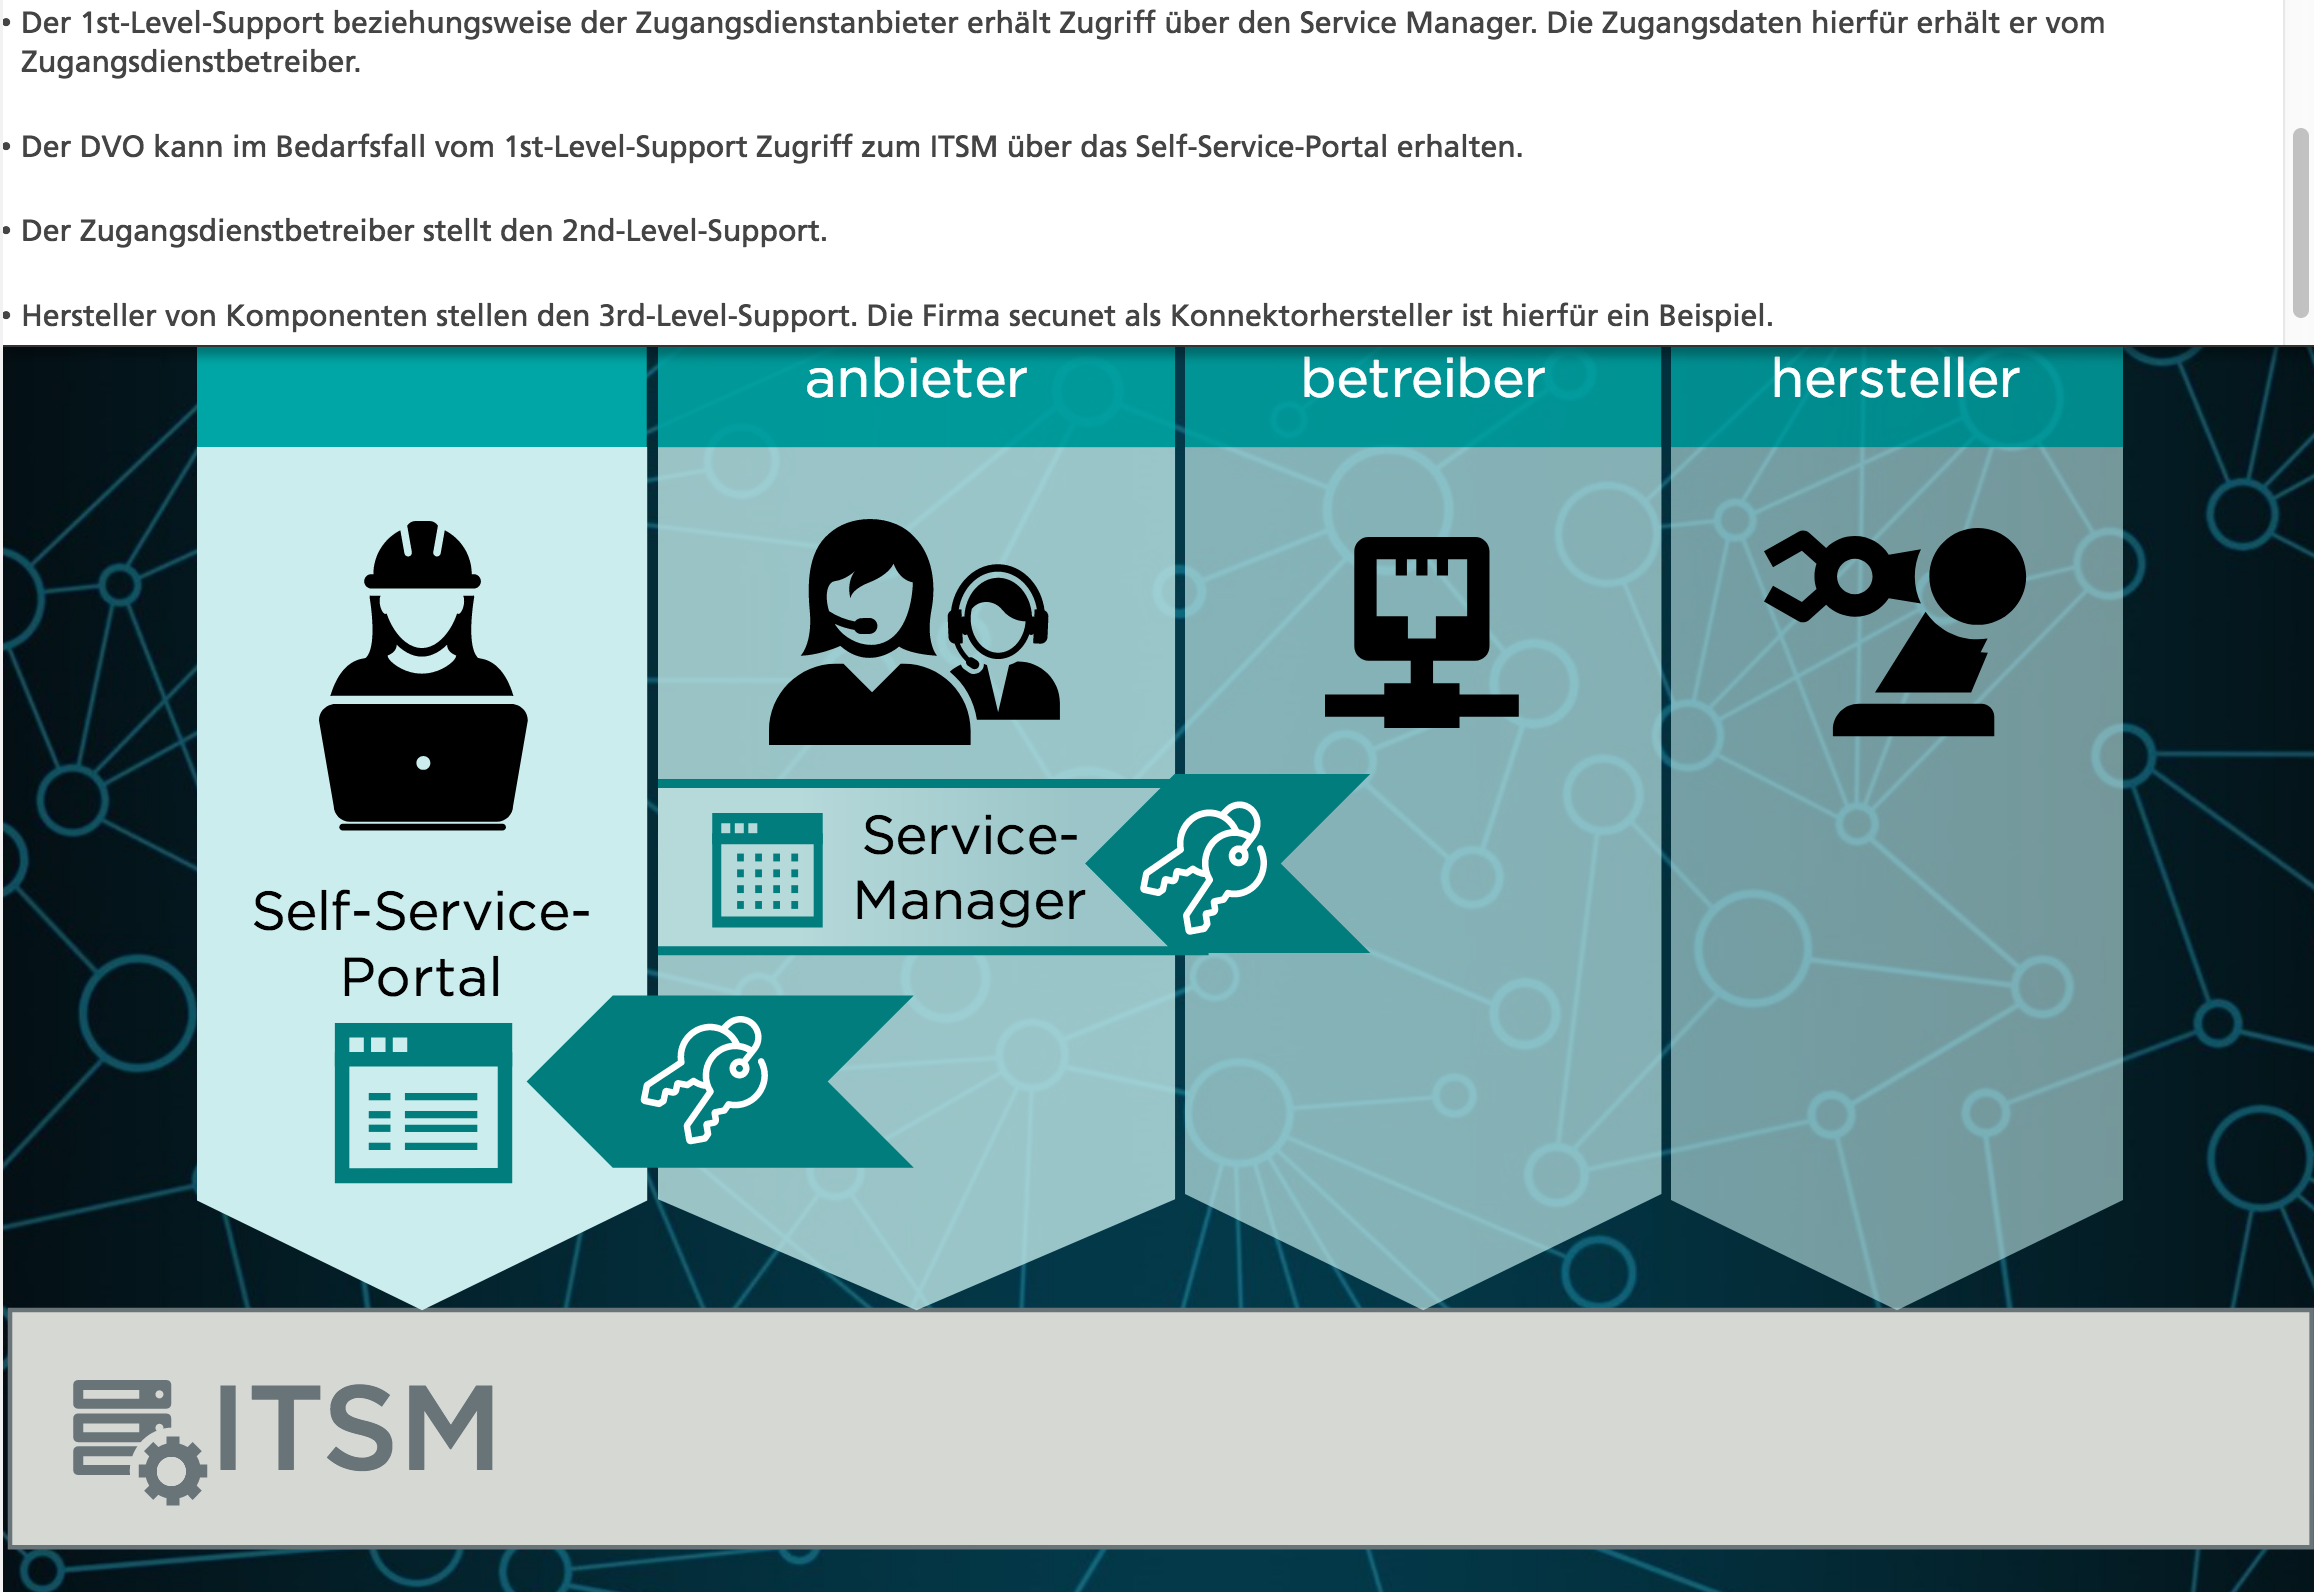 • Der 1st-Level-Support beziehungsweise der Zugangsdienstanbieter erhält Zugriff über den Service Manager. Die Zugangsdaten hierfür erhält er vom
Zugangsdienstbetreiber.
• Der DVO kann im Bedarfsfall vom 1st-Level-Support Zugriff zum ITSM über das Self-Service-Portal erhalten.
• Der Zugangsdienstbetreiber stellt den 2nd-Level-Support.
• Hersteller von Komponenten stellen den 3rd-Level-Support. Die Firma secunet als Konnektorhersteller ist hierfür ein Beispiel.
anbieter
betreiber
hersteller
Service-
Manager
Self-Service-
Portal
ITSM